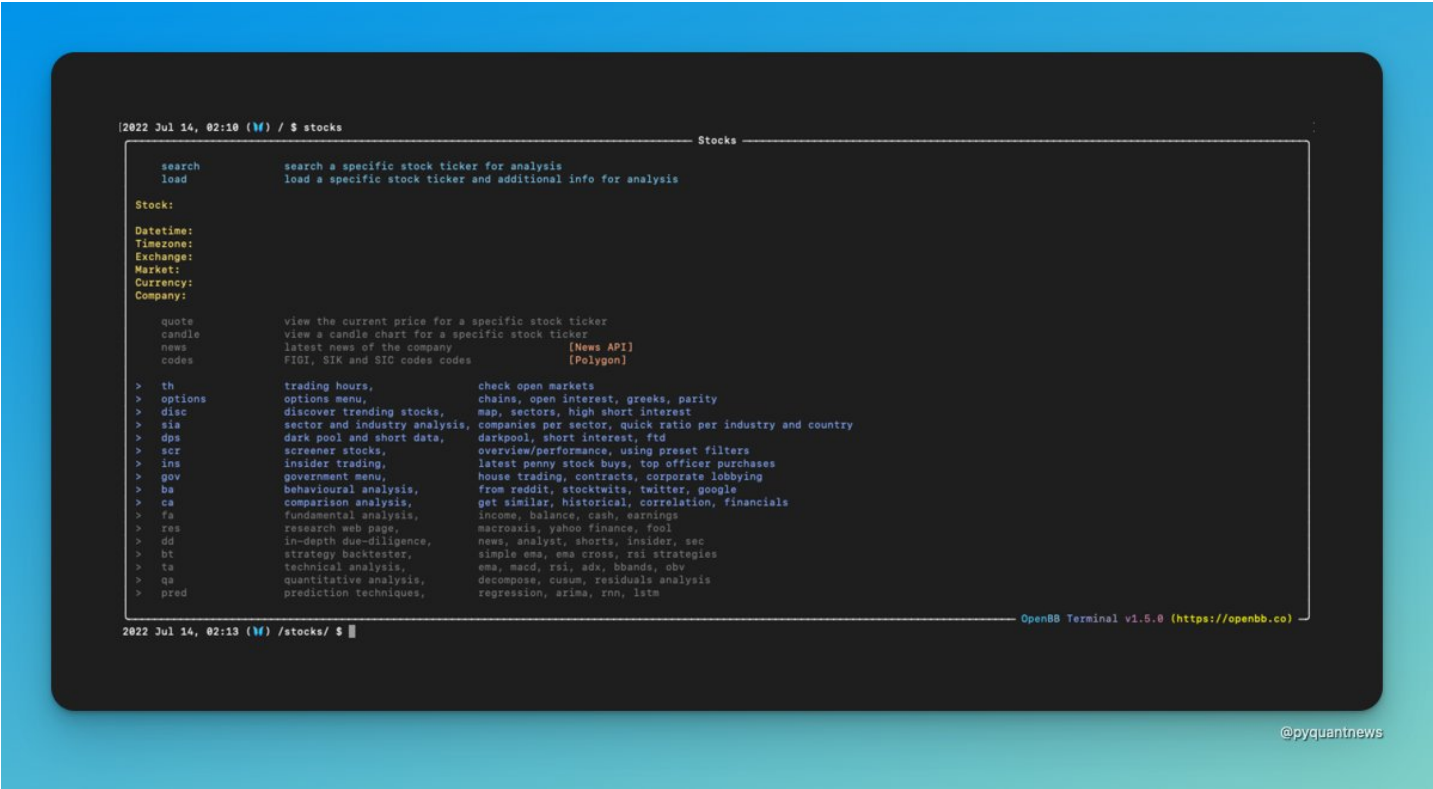 [2022 Jul 14, 02:10 (🦋) / $ stocks
Stocks
search search a specific stock ticker for analysis
load load a specific stock ticker and additional info for analysis
Stock:
Datetime:
Timezone:
Exchange:
Market:
Currency:
Company:
quote view the current price for a specific stock ticker
candle view a candle chart for a specific stock ticker
news latest news of the company [News API]
codes FIGI, SIK and SIC codes codes [Polygon]
> th trading hours, check open markets
> options options menu, chains, open interest, greeks, parity
> disc discover trending stocks, map, sectors, high short interest
> sia sector and industry analysis, companies per sector, quick ratio per industry and country
> dps dark pool and short data, darkpool, short interest, ftd
> scr screener stocks, overview/performance, using preset filters
> ins insider trading, latest penny stock buys, top officer purchases
> gov government menu, house trading, contracts, corporate lobbying
> ba behavioural analysis, from reddit, stocktwits, twitter, google
> ca comparison analysis, get similar, historical, correlation, financials
> fa fundamental analysis, income, balance, cash, earnings
> res research web page, macroaxis, yahoo finance, fool
> dd in-depth due-diligence, news, analyst, shorts, insider, sec
> bt strategy backtester, simple ema, ema cross, rsi strategies
> ta technical analysis, ema, macd, rsi, adx, bbands, obv
> qa quantitative analysis, decompose, cusum, residuals analysis
> pred prediction techniques, regression, arima, rnn, lstm
OpenBB Terminal v1.5.0 (https://openbb.co)
2022 Jul 14, 02:13 (🦋) /stocks/ $
@pyquantnews